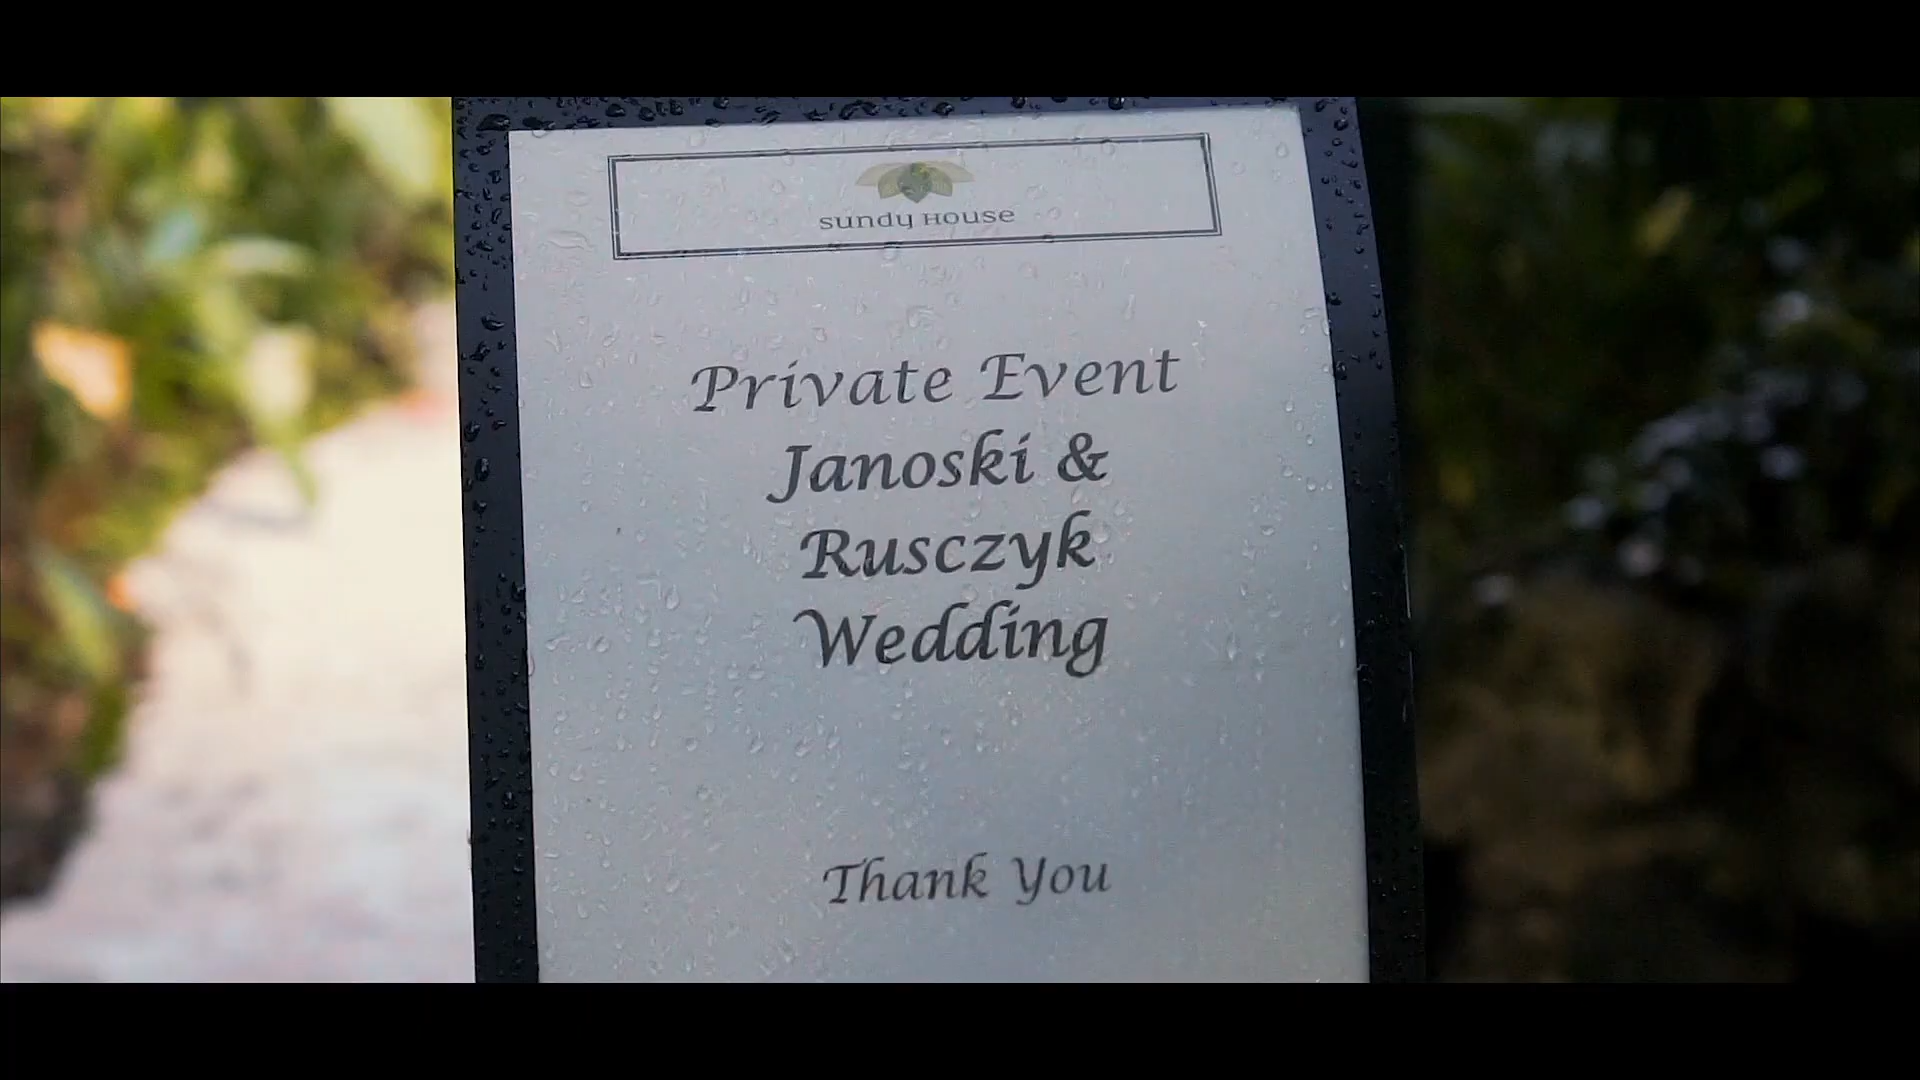 sundy House
Private Event
Janoski &
Rusczyk
Wedding
Thank You